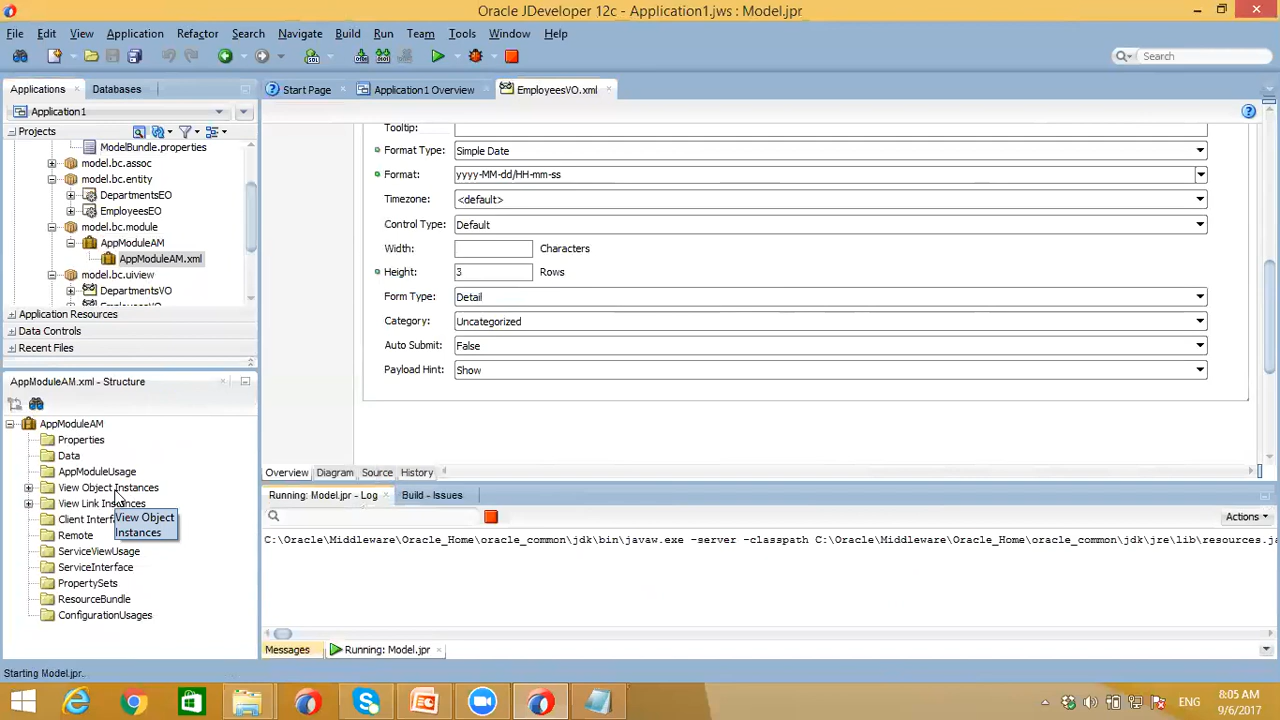 Oracle JDeveloper 12c - Application1.jws : Model.jpr
File Edit View Application Refactor Search Navigate Build Run Team Tools Window Help
Search
Applications Databases
Start Page Application1 Overview EmployeesVO.xml
Application1
Projects
ModelBundle.properties
model.bc.assoc
model.bc.entity
DepartmentsEO
EmployeesEO
model.bc.module
AppModuleAM
AppModuleAM.xml
model.bc.uiview
DepartmentsVO
Application Resources
Data Controls
Recent Files
Tooltip:
Format Type: Simple Date
Format: yyyy-MM-dd/HH-mm-ss
Timezone: <default>
Control Type: Default
Width: Characters
Height: 3 Rows
Form Type: Detail
Category: Uncategorized
Auto Submit: False
Payload Hint: Show
Overview Diagram Source History
AppModuleAM.xml - Structure
AppModuleAM
Properties
Data
AppModuleUsage
View Object Instances
View Link Instances
Client Interf
View Object
Instances
Remote
ServiceViewUsage
ServiceInterface
PropertySets
ResourceBundle
ConfigurationUsages
Running: Model.jpr - Log Build - Issues
Actions
C:\Oracle\Middleware\Oracle_Home\oracle_common\jdk\bin\javaw.exe -server -classpath C:\Oracle\Middleware\Oracle_Home\oracle_common\jdk\jre\lib\resources.ja
Messages Running: Model.jpr
Starting Model.jpr.
ENG
8:05 AM
9/6/2017